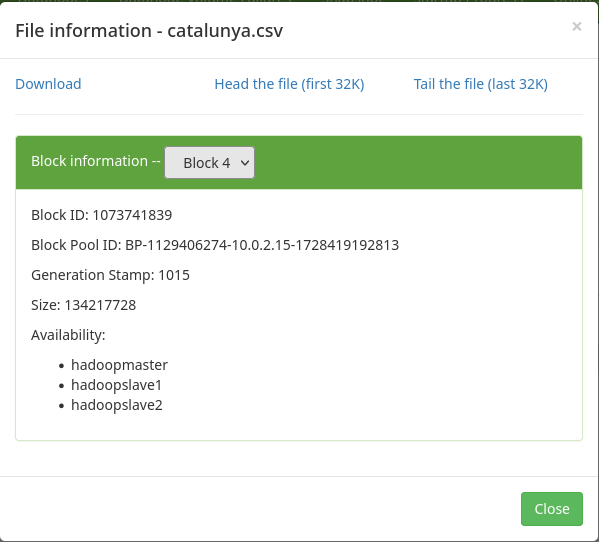 File information - catalunya.csv
×
Download Head the file (first 32K) Tail the file (last 32K)
Block information -- Block 4
Block ID: 1073741839
Block Pool ID: BP-1129406274-10.0.2.15-1728419192813
Generation Stamp: 1015
Size: 134217728
Availability:
• hadoopmaster
• hadoopslave1
• hadoopslave2
Close